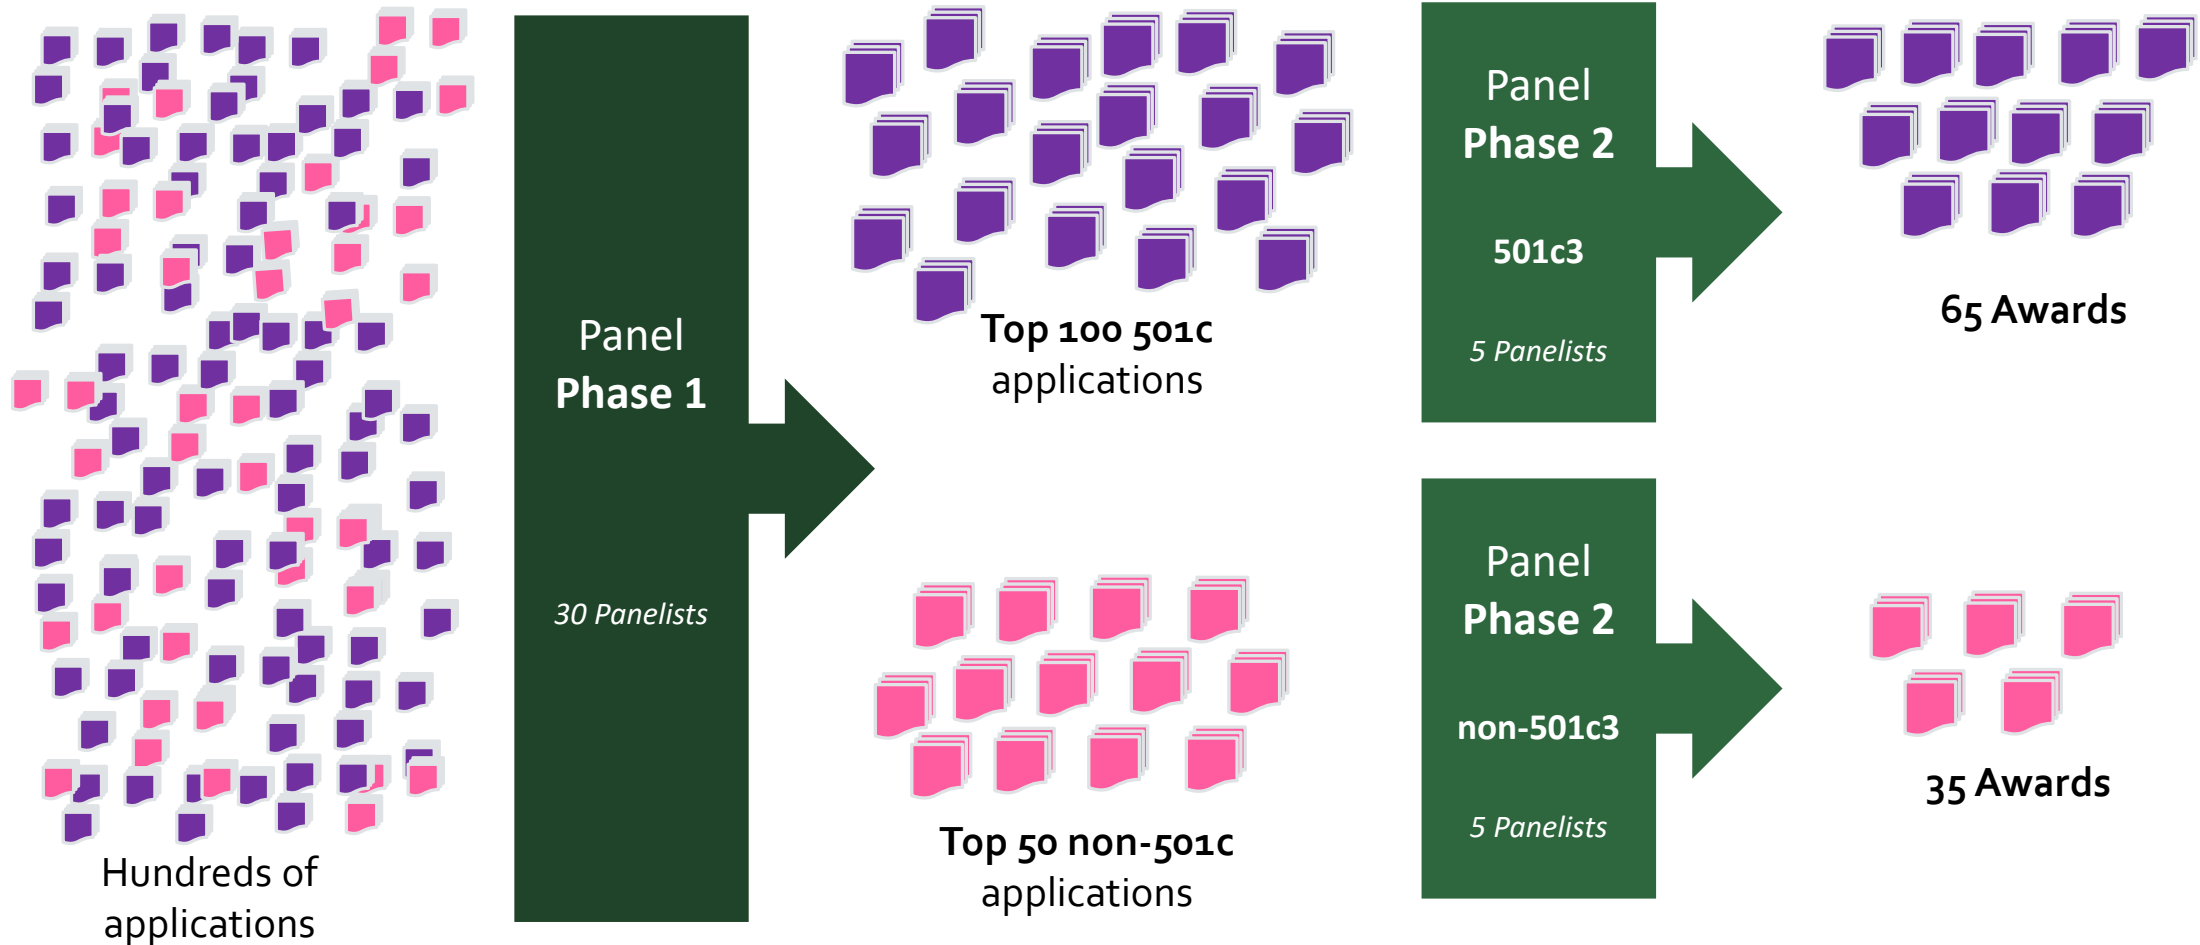 Hundreds of
applications
Panel
Phase 1
30 Panelists
Top 100 501c
applications
Top 50 non-501c
applications
Panel
Phase 2
501c3
5 Panelists
Panel
Phase 2
non-501c3
5 Panelists
65 Awards
35 Awards